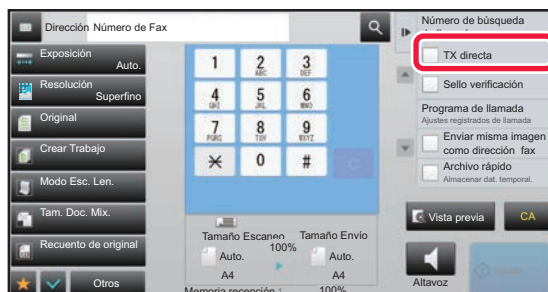 Dirección Número de Fax
Exposición
Auto.
Resolución
Superfino
Original
Crear Trabajo
Modo Esc. Len.
Tam. Doc. Mix.
Recuento de original
Otros
1
2
ABC
3
DEF
4
GHI
5
JKL
6
MNO
7
PQRS
8
TUV
9
WXYZ
0
#
C
Tamaño Escaneo
Tamaño Envío
100%
Auto.
Auto.
A4
A4
Memoria recepción :
100%
Número de búsqueda
TX directa
Sello verificación
Programa de llamada
Ajustes registrados de llamada
Enviar misma imagen
como dirección fax
Archivo rápido
Almacenar dat. temporal.
Vista previa
CA
Altavoz